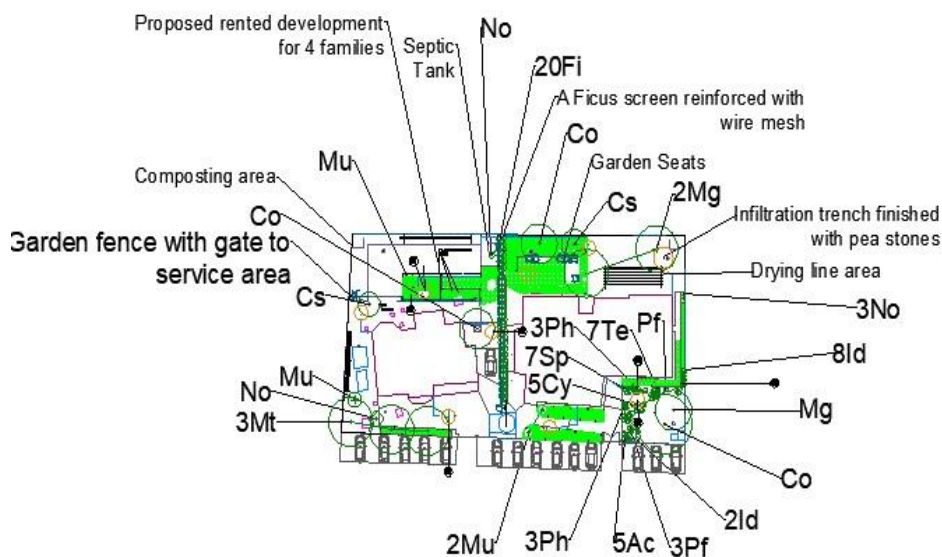 Proposed rented development
for 4 families
Septic
Tank
No
20Fi
A Ficus screen reinforced with
wire mesh
Co
Garden Seats
Mu
Composting area
Cs
2Mg
Co
Infiltration trench finished
with pea stones
Garden fence with gate to
service area
Drying line area
Cs
3No
3Ph
7Te
Pf
7Sp
8Id
5Cy
Mu
No
Mg
3Mt
Co
2Id
2Mu
3Ph
5Ac
3Pf